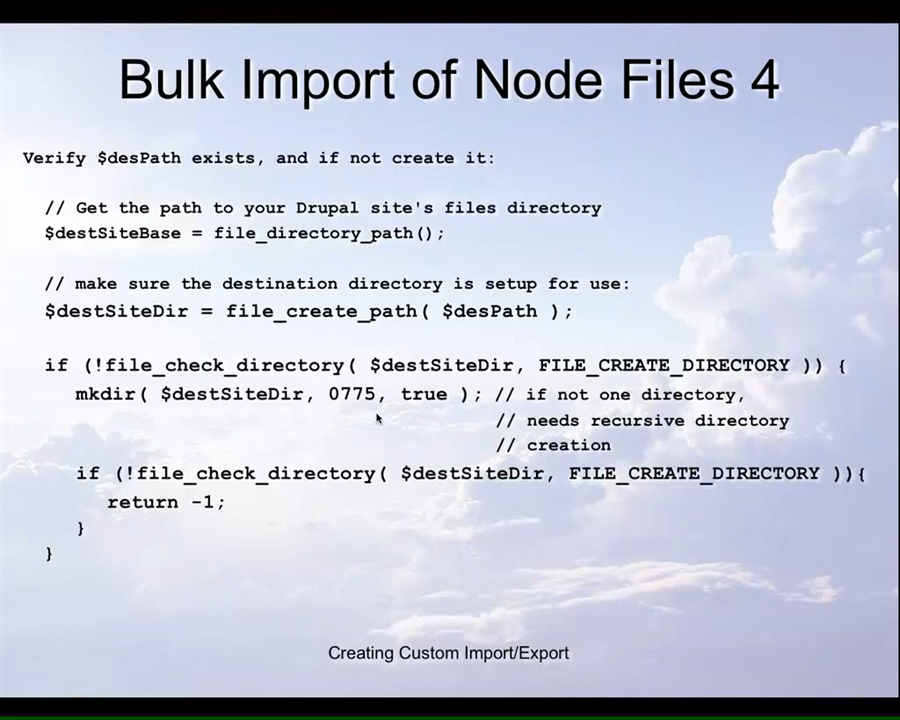 Bulk Import of Node Files 4
Verify $desPath exists, and if not create it:
// Get the path to your Drupal site's files directory
$destSiteBase = file_directory_path();
// make sure the destination directory is setup for use:
$destSiteDir = file_create_path( $desPath );
if (!file_check_directory( $destSiteDir, FILE_CREATE_DIRECTORY )) {
mkdir( $destSiteDir, 0775, true ); // if not one directory,
// needs recursive directory
// creation
if (!file_check_directory( $destSiteDir, FILE_CREATE_DIRECTORY )){
return -1;
}
}
Creating Custom Import/Export